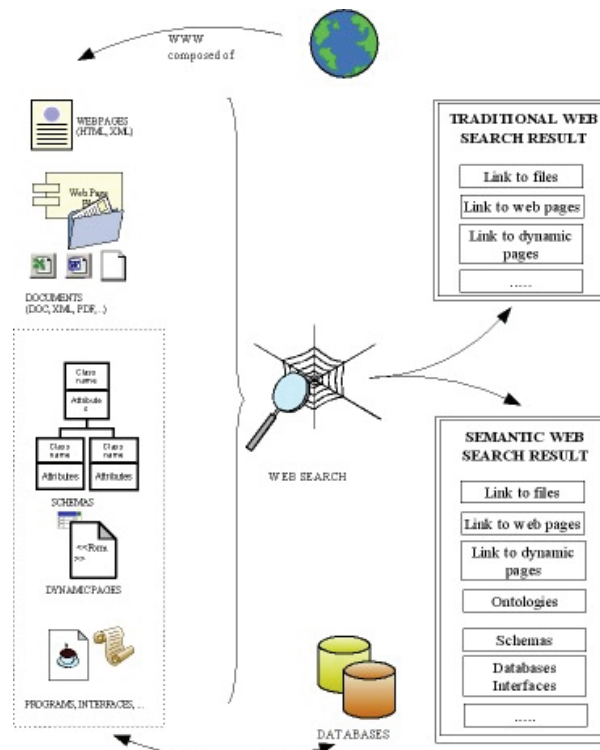 WWW
composed of
WEBPAGES
(HTML, XML)
Web Page
DOCUMENTS
(DOC, XML, PDF,..)
Class
name
Attribute
s
Class
name
Attributes
Class
name
Attributes
SCHEMAS
<<Form
>>
DYNAMIC PAGES
PROGRAMS, INTERFACES, ...
WEB SEARCH
DATABASES
TRADITIONAL WEB
SEARCH RESULT
Link to files
Link to web pages
Link to dynamic
pages
.....
SEMANTIC WEB
SEARCH RESULT
Link to files
Link to web pages
Link to dynamic
pages
Ontologies
Schemas
Databases
Interfaces
.....